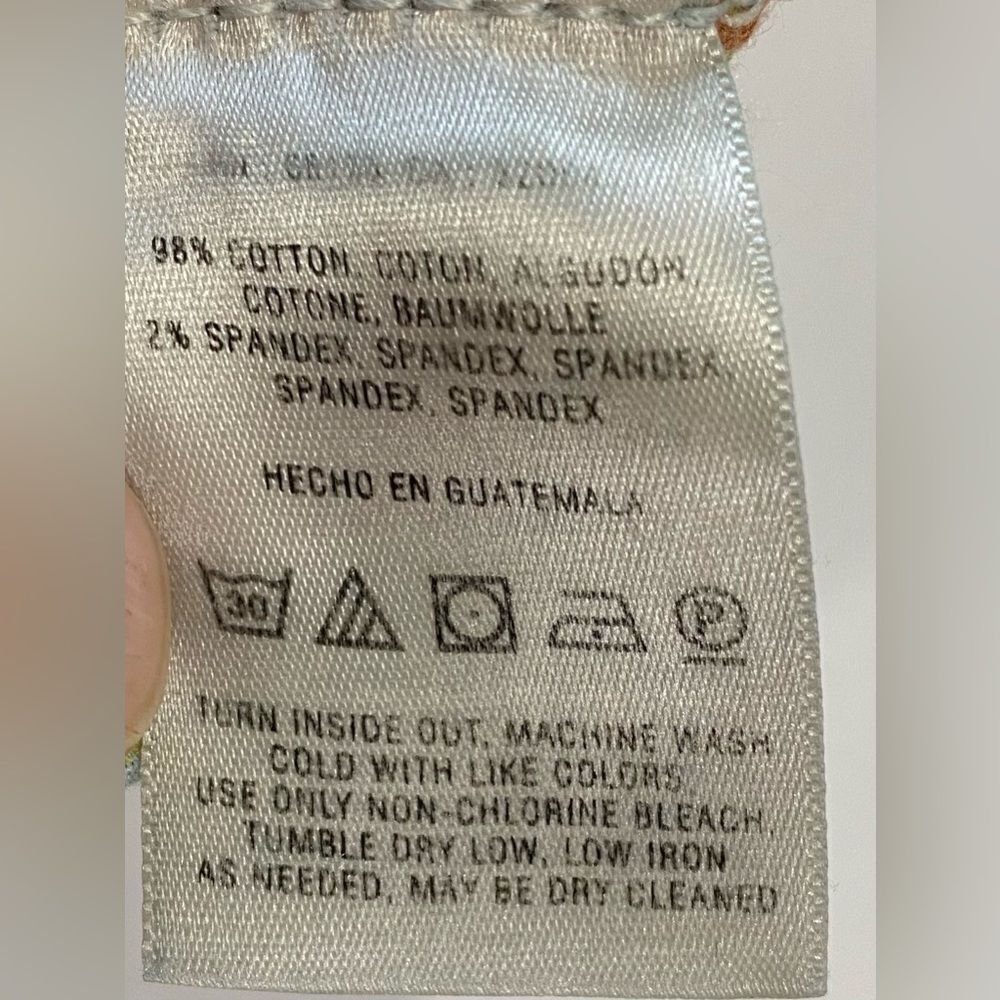 98% COTTON, COTON, ALGODÓN,
COTONE, BAUMWOLLE
2% SPANDEX, SPANDEX, SPANDEX,
SPANDEX, SPANDEX
HECHO EN GUATEMALA
30 P
TURN INSIDE OUT, MACHINE WASH
COLD WITH LIKE COLORS
USE ONLY NON-CHLORINE BLEACH,
TUMBLE DRY LOW, LOW IRON
AS NEEDED, MAY BE DRY CLEANED